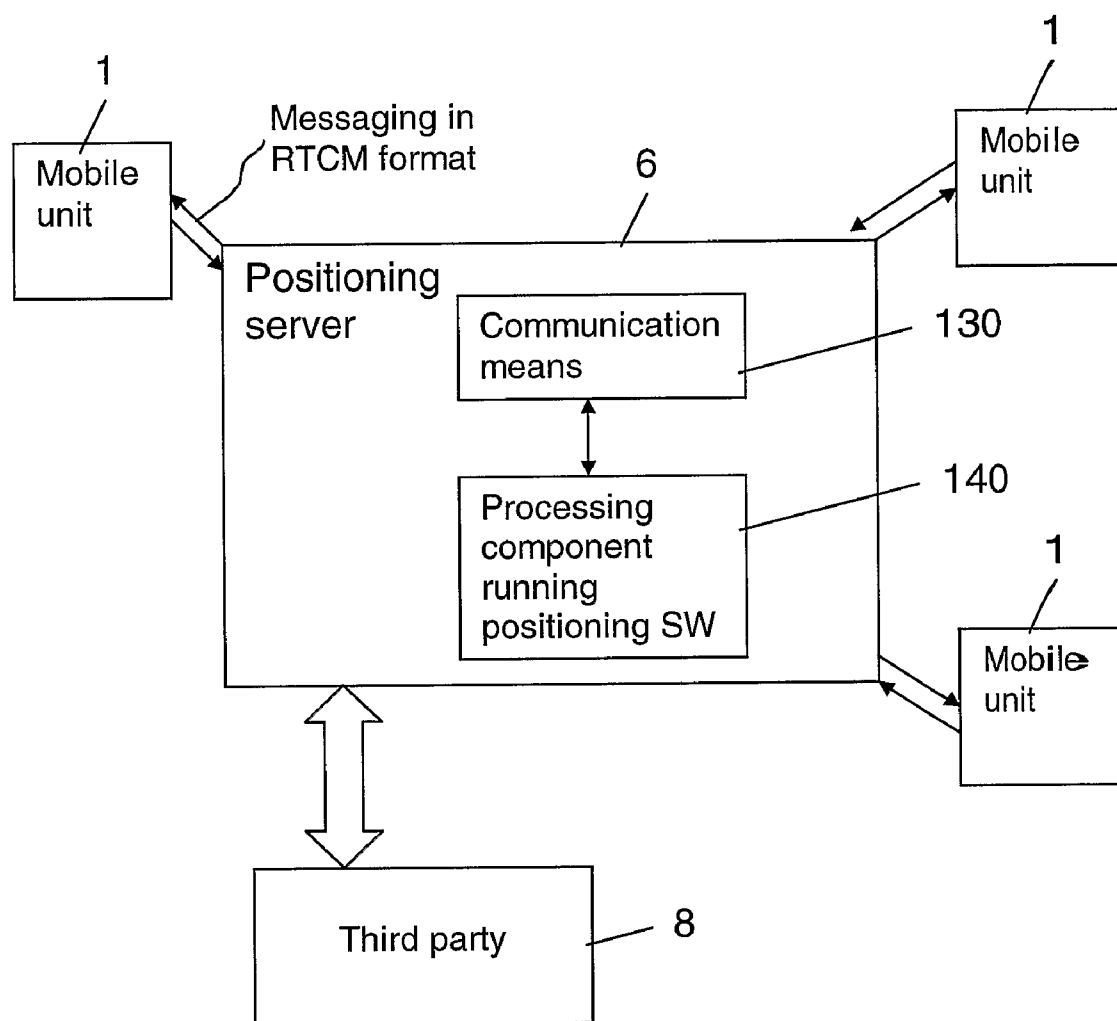 1
Messaging in
RTCM format
Mobile
unit
1
Mobile
unit
6
Positioning
server
Communication
means
130
Processing
component
running
positioning SW
140
1
Mobile
unit
Third party
8